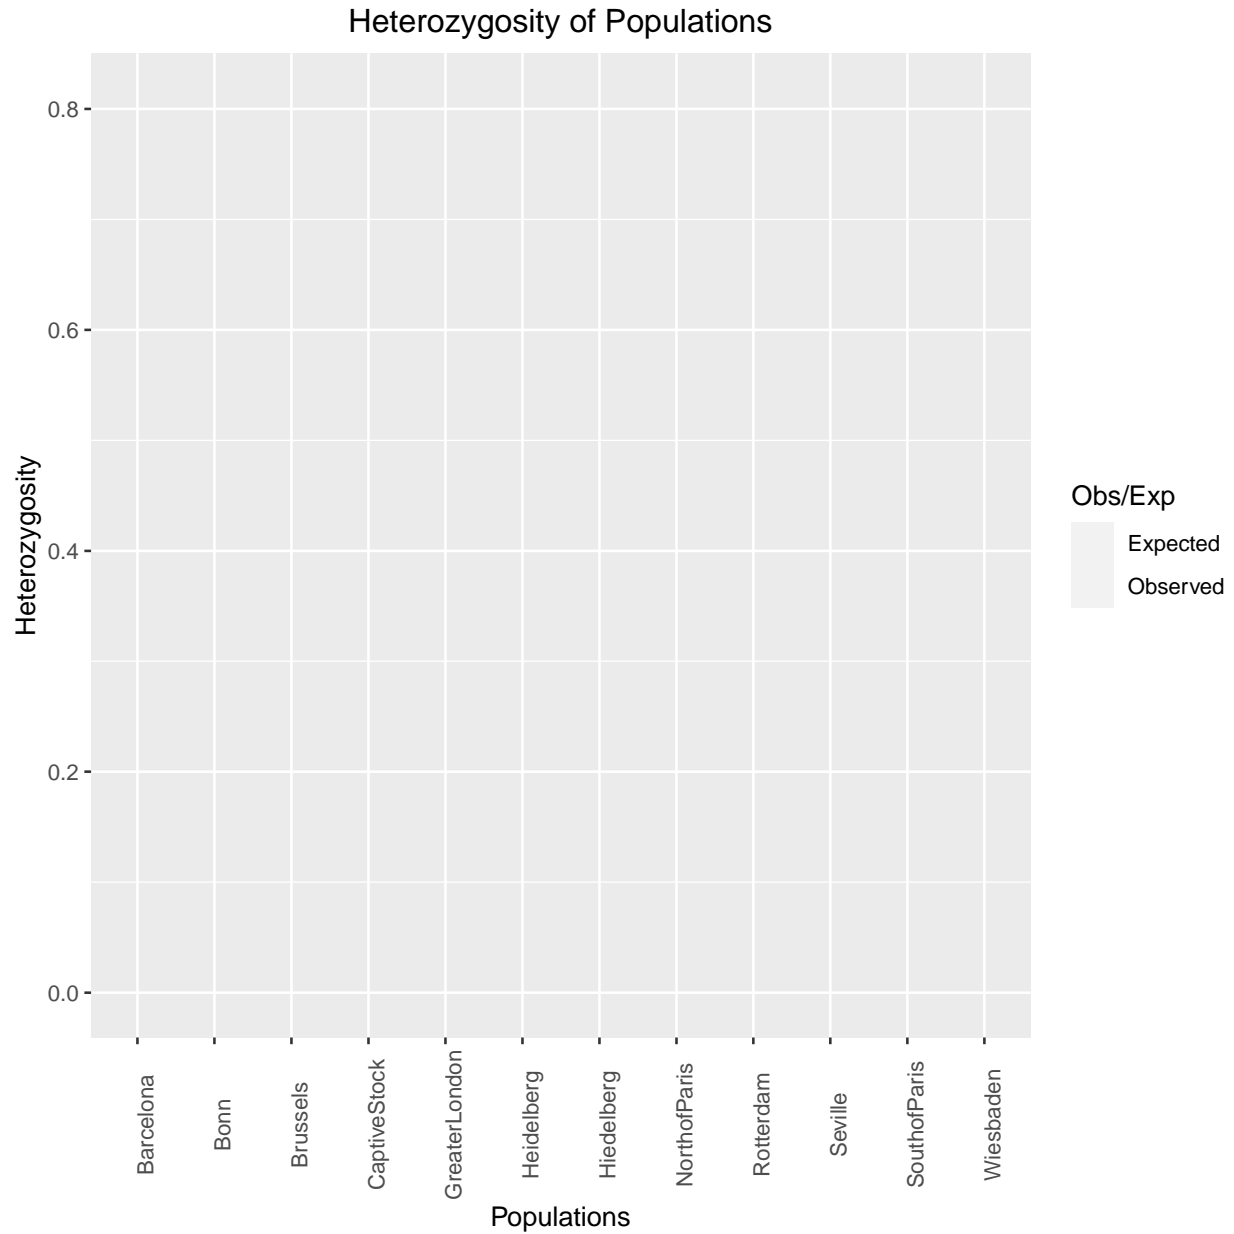 Heterozygosity of Populations
0.8
0.6
0.4
0.2
0.0
Heterozygosity
Barcelona
Bonn
Brussels
CaptiveStock
GreaterLondon
Heidelberg
Hiedelberg
NorthofParis
Rotterdam
Seville
SouthofParis
Wiesbaden
Populations
Obs/Exp
Expected
Observed